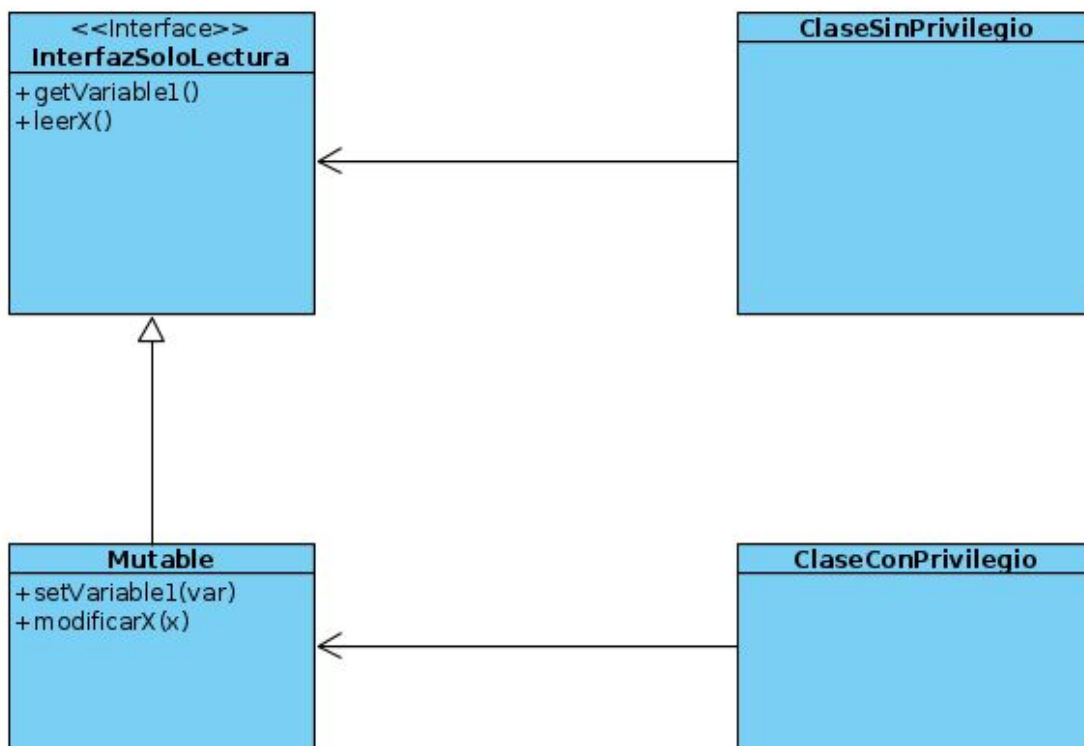 <<Interface>>
InterfazSoloLectura
+getVariable1()
+leerX()
ClaseSinPrivilegio
Mutable
+setVariable1(var)
+modificarX(x)
ClaseConPrivilegio